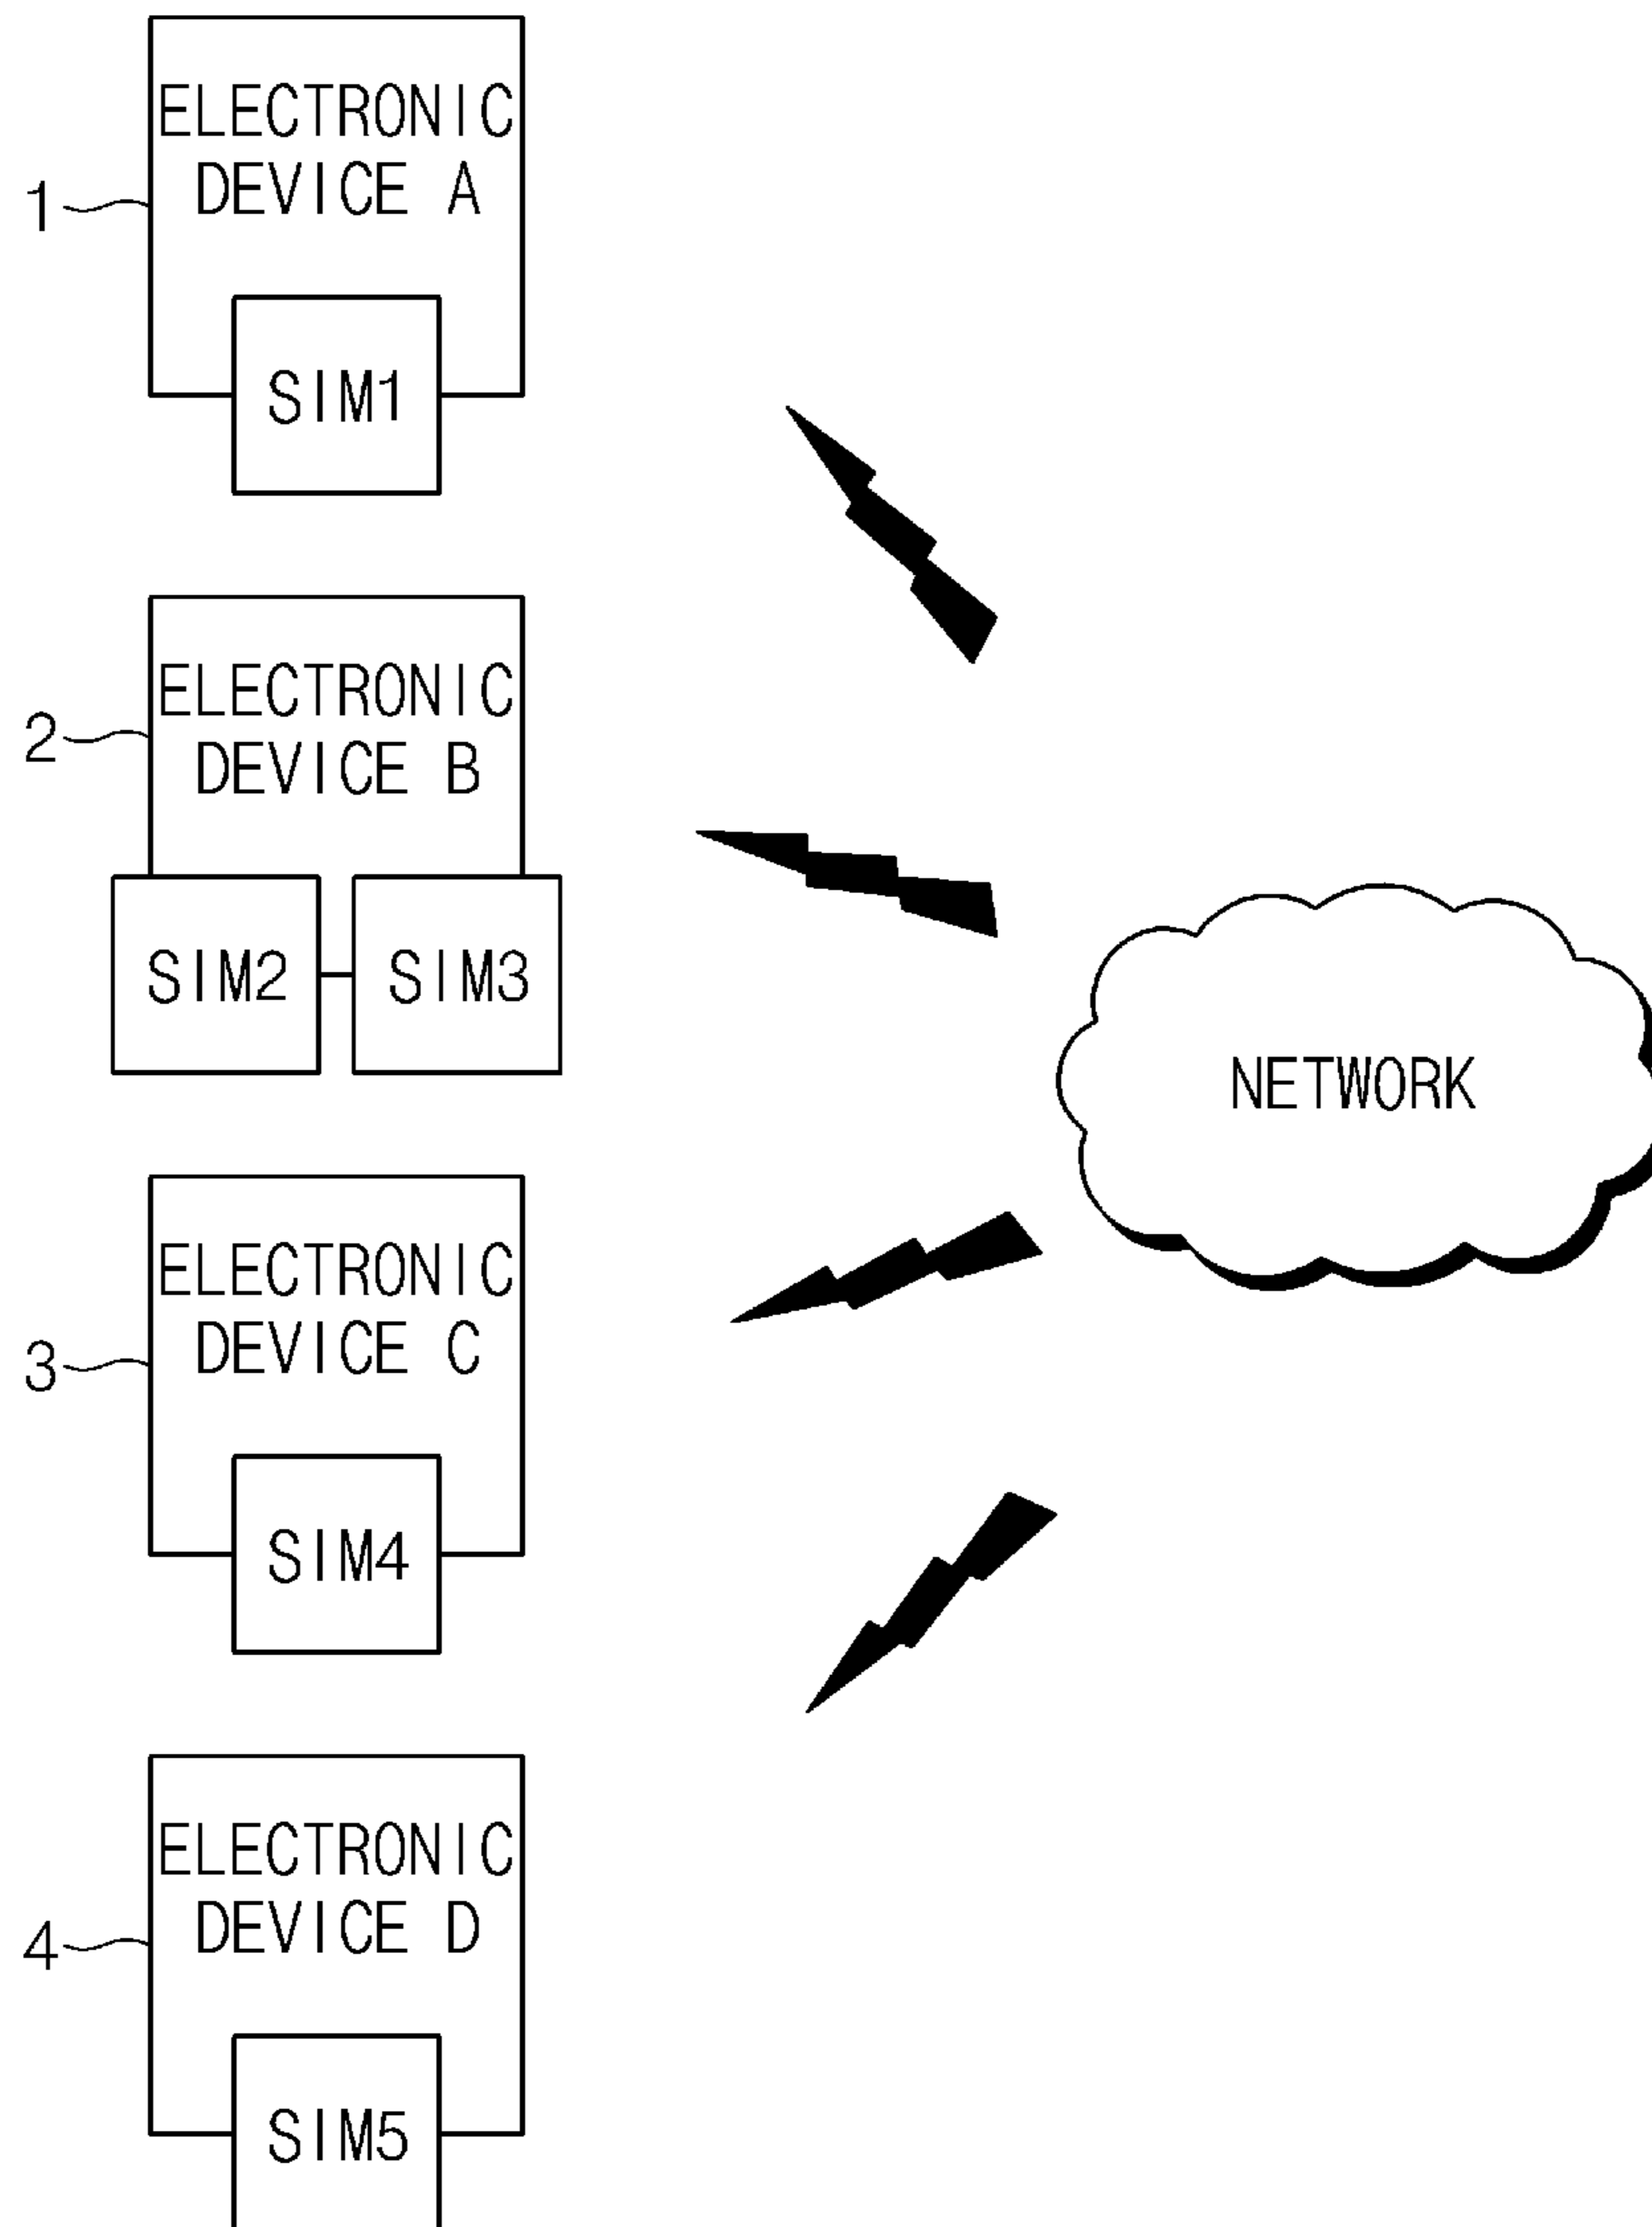 ELECTRONIC
DEVICE A
1
SIM1
ELECTRONIC
DEVICE B
2
SIM2
SIM3
NETWORK
ELECTRONIC
DEVICE C
3
SIM4
ELECTRONIC
DEVICE D
4
SIM5